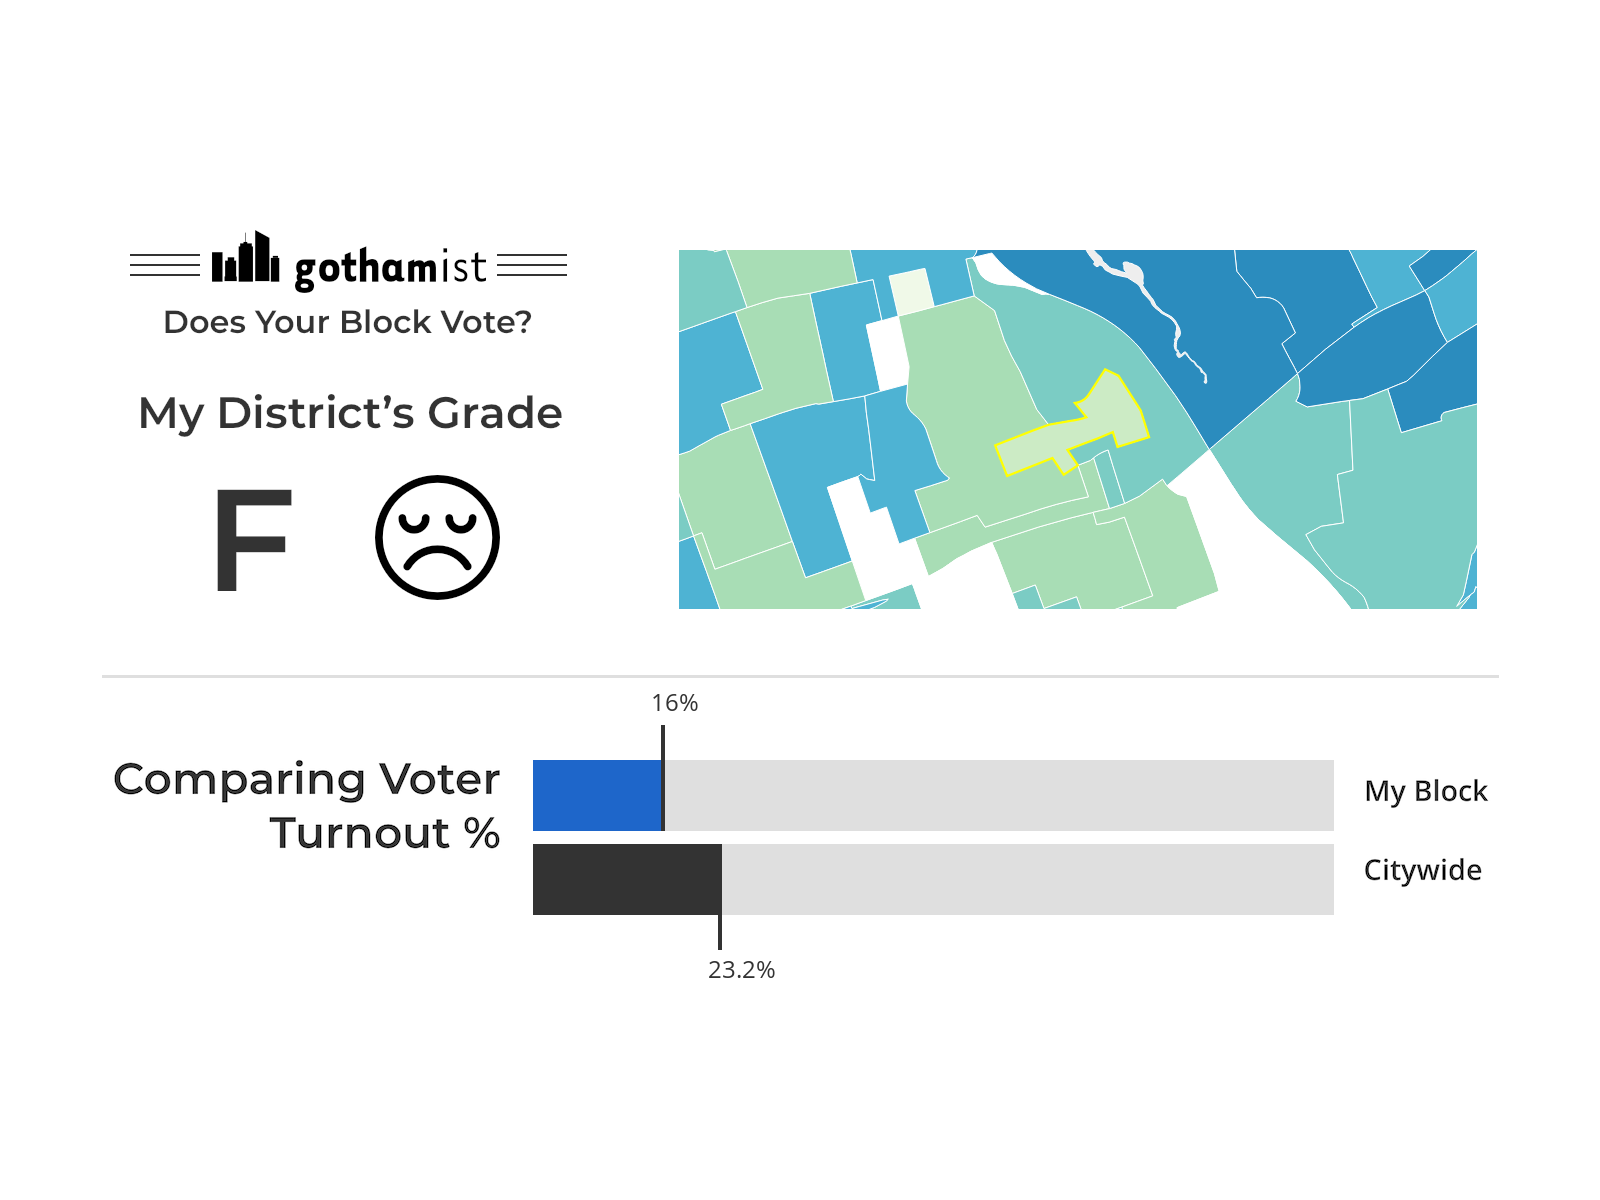 gothamist
Does Your Block Vote?
My District’s Grade
F
16%
Comparing Voter
Turnout %
My Block
Citywide
23.2%